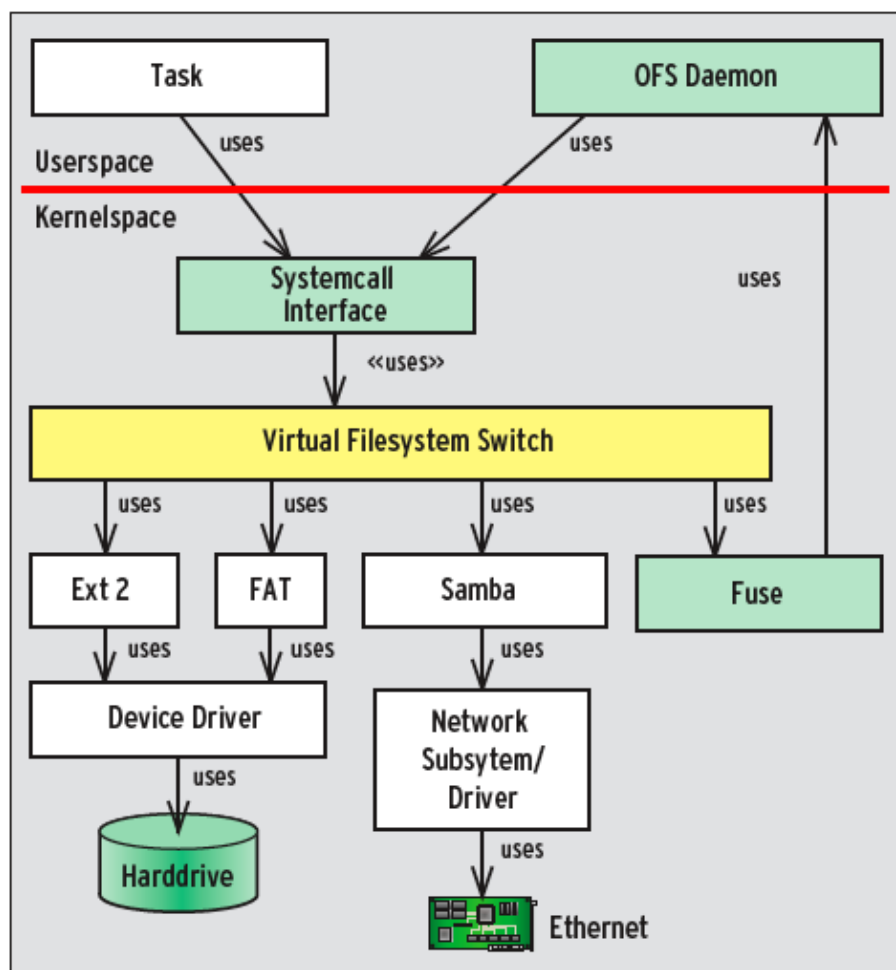 Task
OFS Daemon
uses
uses
Userspace
Kernelspace
Systemcall
Interface
uses
«uses»
Virtual Filesystem Switch
uses
uses
uses
uses
Ext 2
FAT
Samba
Fuse
uses
uses
uses
Device Driver
Network
Subsytem/
Driver
uses
uses
Harddrive
Ethernet